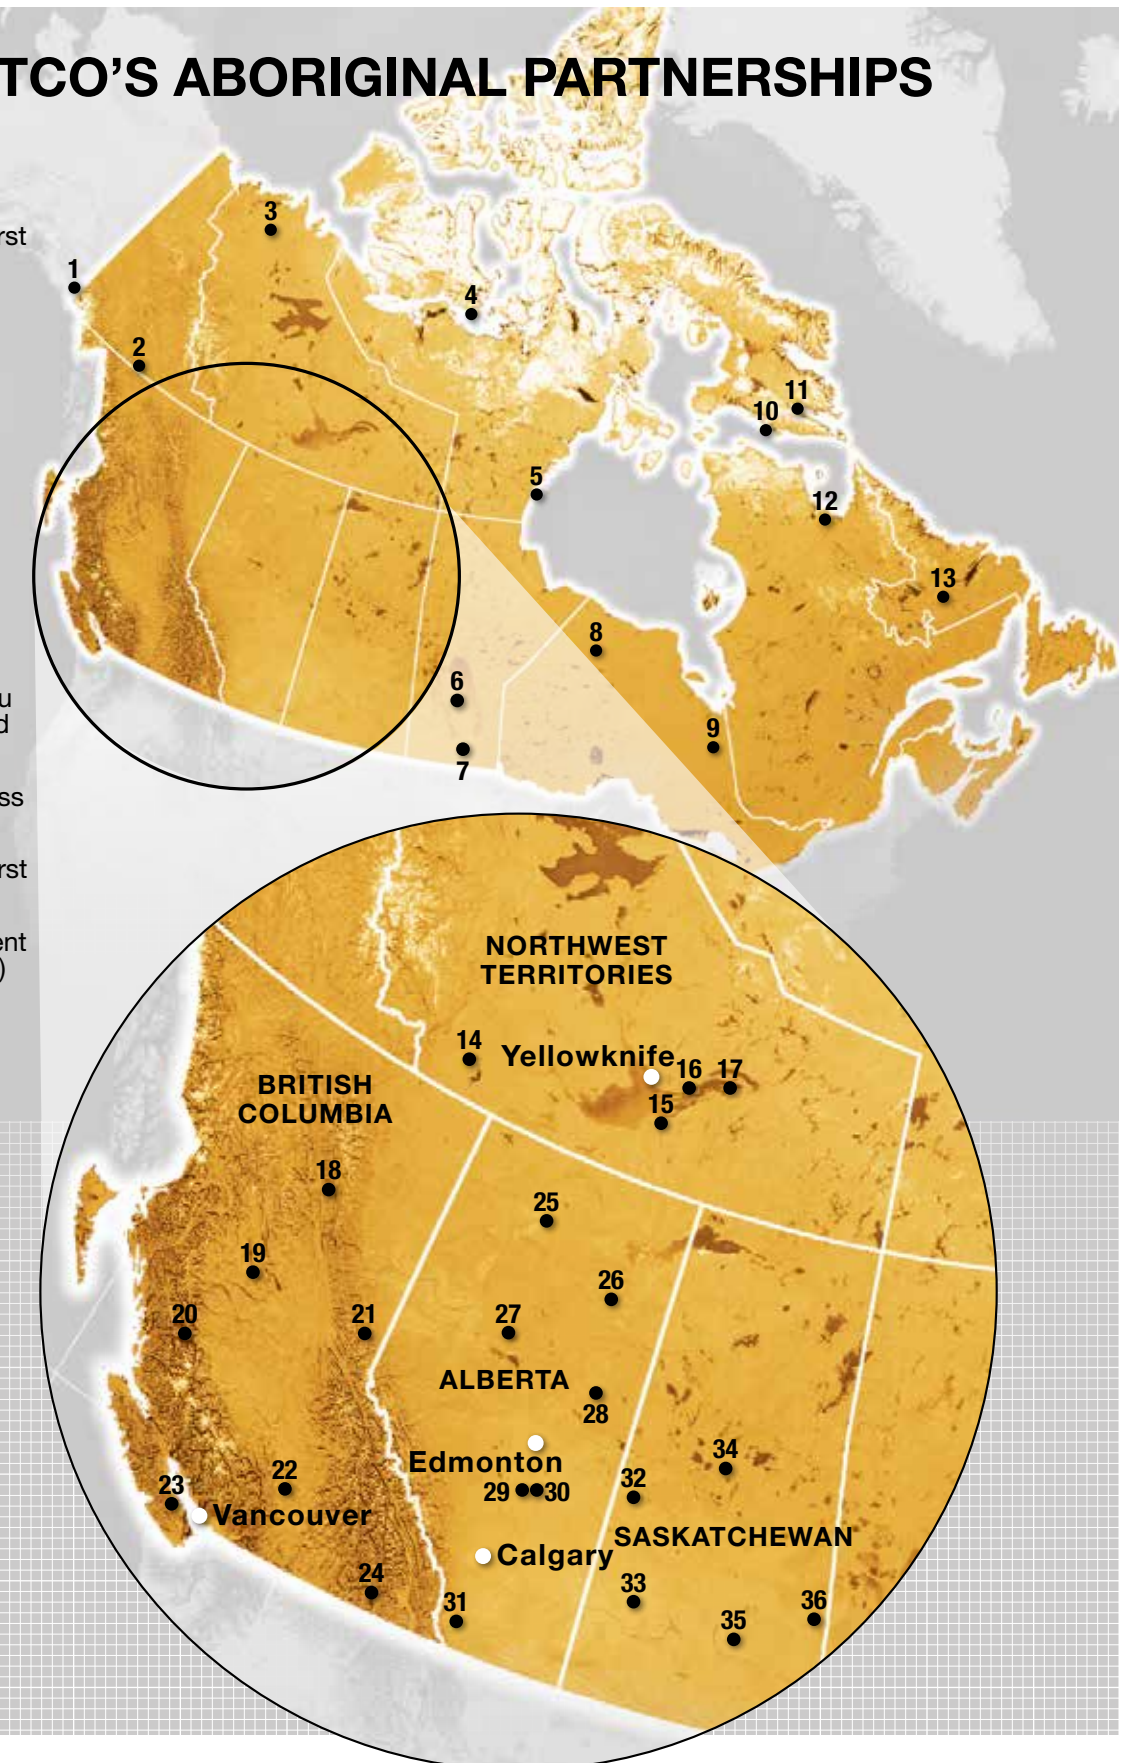 TCO'S ABORIGINAL PARTNERSHIPS
rst
u
d
ss
rst
ent
)
1
2
3
4
5
6
7
8
9
10
11
12
13
NORTHWEST
TERRITORIES
14
Yellowknife
16
17
15
BRITISH
COLUMBIA
18
19
20
21
22
23
Vancouver
24
25
26
27
ALBERTA
28
Edmonton
29
30
Calgary
31
32
34
SASKATCHEWAN
33
35
36